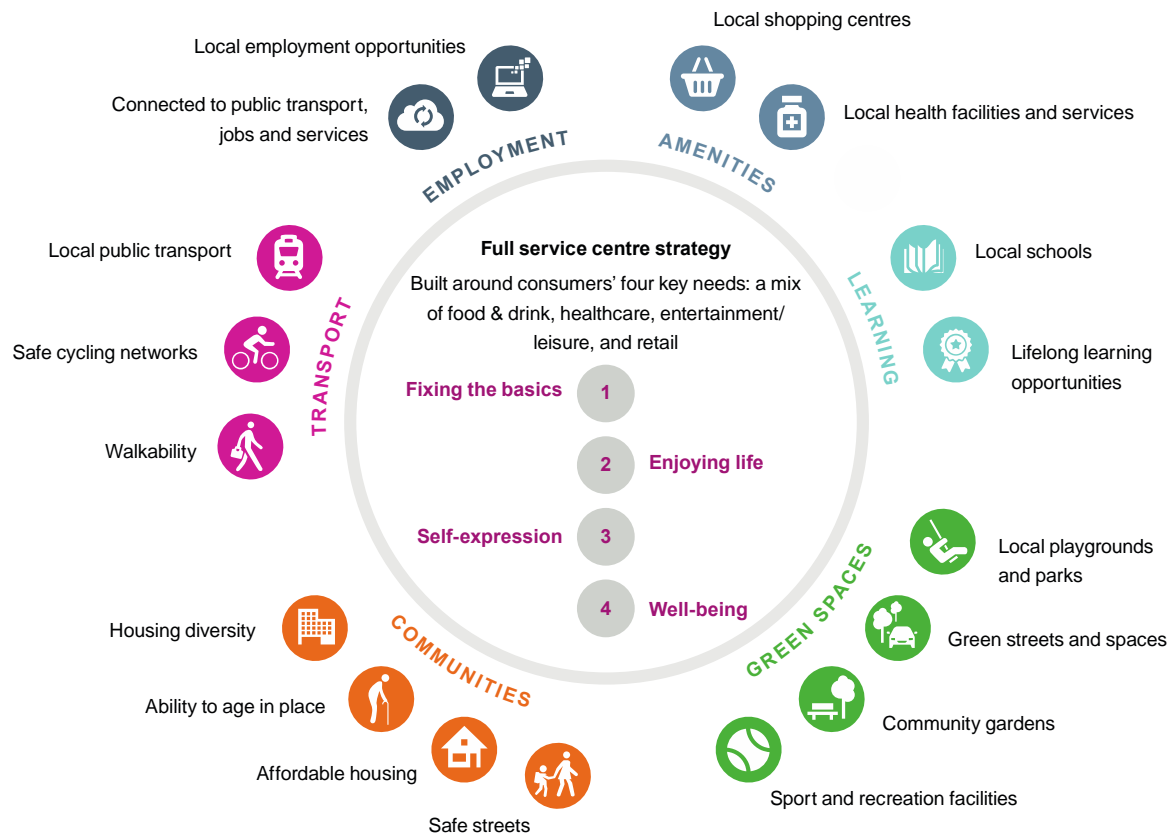 Local shopping centres
Local employment opportunities
Connected to public transport,
jobs and services
Local health facilities and services
EMPLOYMENT
AMENITIES
Local public transport
Full service centre strategy
Built around consumers’ four key needs: a mix
of food & drink, healthcare, entertainment/
leisure, and retail
Local schools
LEARNING
TRANSPORT
Safe cycling networks
Lifelong learning
opportunities
Fixing the basics
1
Walkability
2
Enjoying life
Self-expression
3
Local playgrounds
and parks
4
Well-being
GREEN SPACES
COMMUNITIES
Housing diversity
Green streets and spaces
Ability to age in place
Community gardens
Affordable housing
Sport and recreation facilities
Safe streets